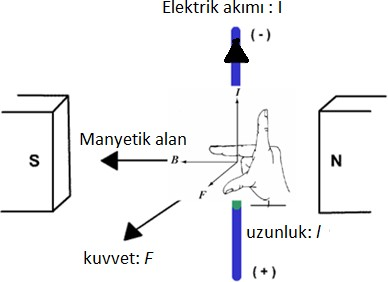 Elektrik akımı : I
(-)
I
Manyetik alan
S
B
N
F
uzunluk: l
kuvvet: F
(+)